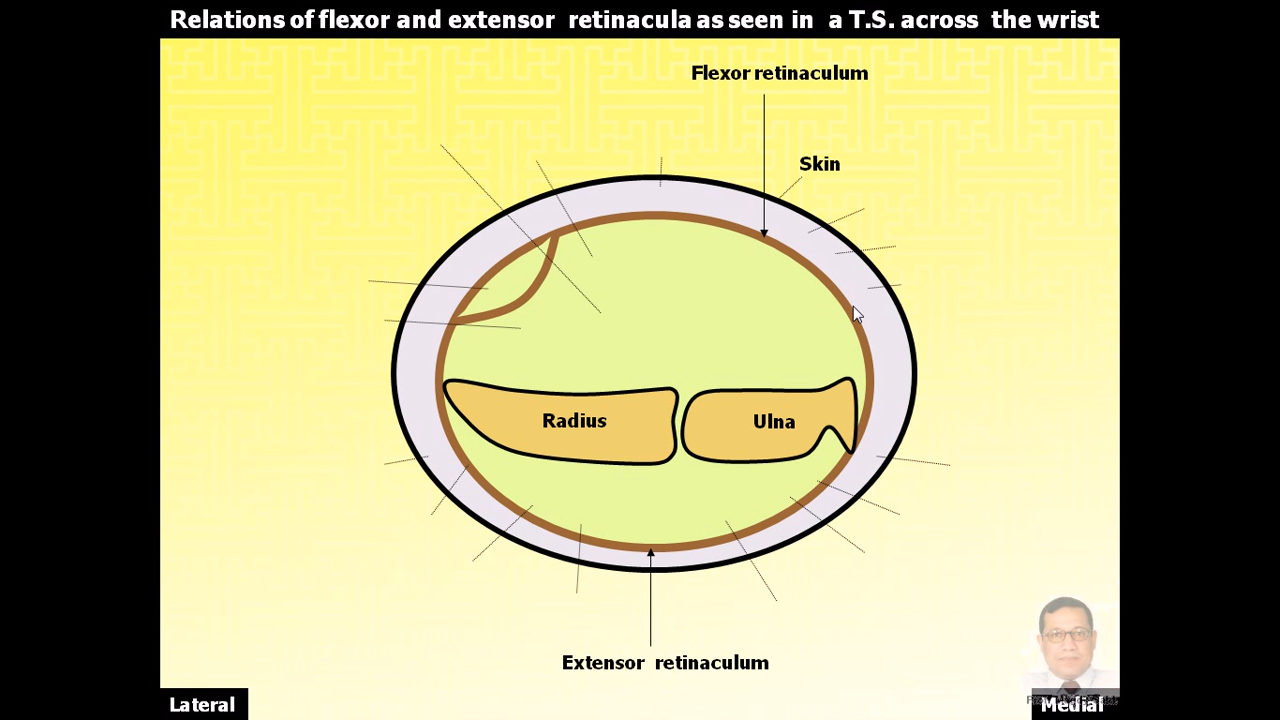 Relations of flexor and extensor retinacula as seen in a T.S. across the wrist
Flexor retinaculum
Skin
Radius
Ulna
Extensor retinaculum
Lateral
Medial